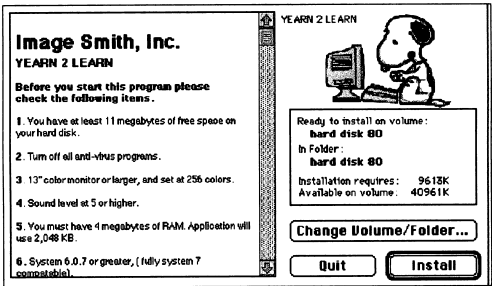 Image Smith, Inc.
YEARN 2 LEARN
Before you start this program please
check the following items.
1. You have at least 11 megabytes of free space on
your hard disk.
2. Turn off all anti-virus programs.
3. 13" color monitor or larger, and set at 256 colors.
4. Sound level at 5 or higher.
5. You must have 4 megabytes of RAM. Application will
use 2,048 KB.
6. System 6.0.7 or greater, ( fully system 7
compatable).
YEARN 2 LEARN
Ready to install on volume:
hard disk 80
In Folder:
hard disk 80
Installation requires: 9613K
Available on volume: 40961K
Change Volume/Folder...
Quit
Install